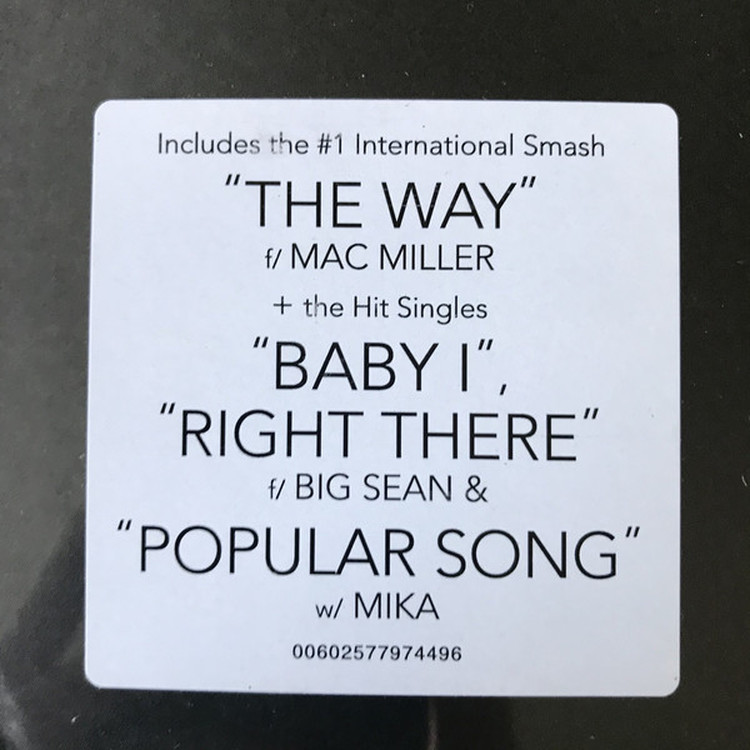 Includes the #1 International Smash
"THE WAY"
f/ MAC MILLER
+ the Hit Singles
"BABY I",
"RIGHT THERE"
f/ BIG SEAN &
"POPULAR SONG"
w/ MIKA
00602577974496